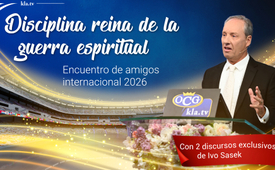 kla.tv
Disciplina reina de la
guerra espiritual
Encuentro de amigos
internacional 2026
OCG
kla.tv
Con 2 discursos exclusivos
de Ivo Sasek